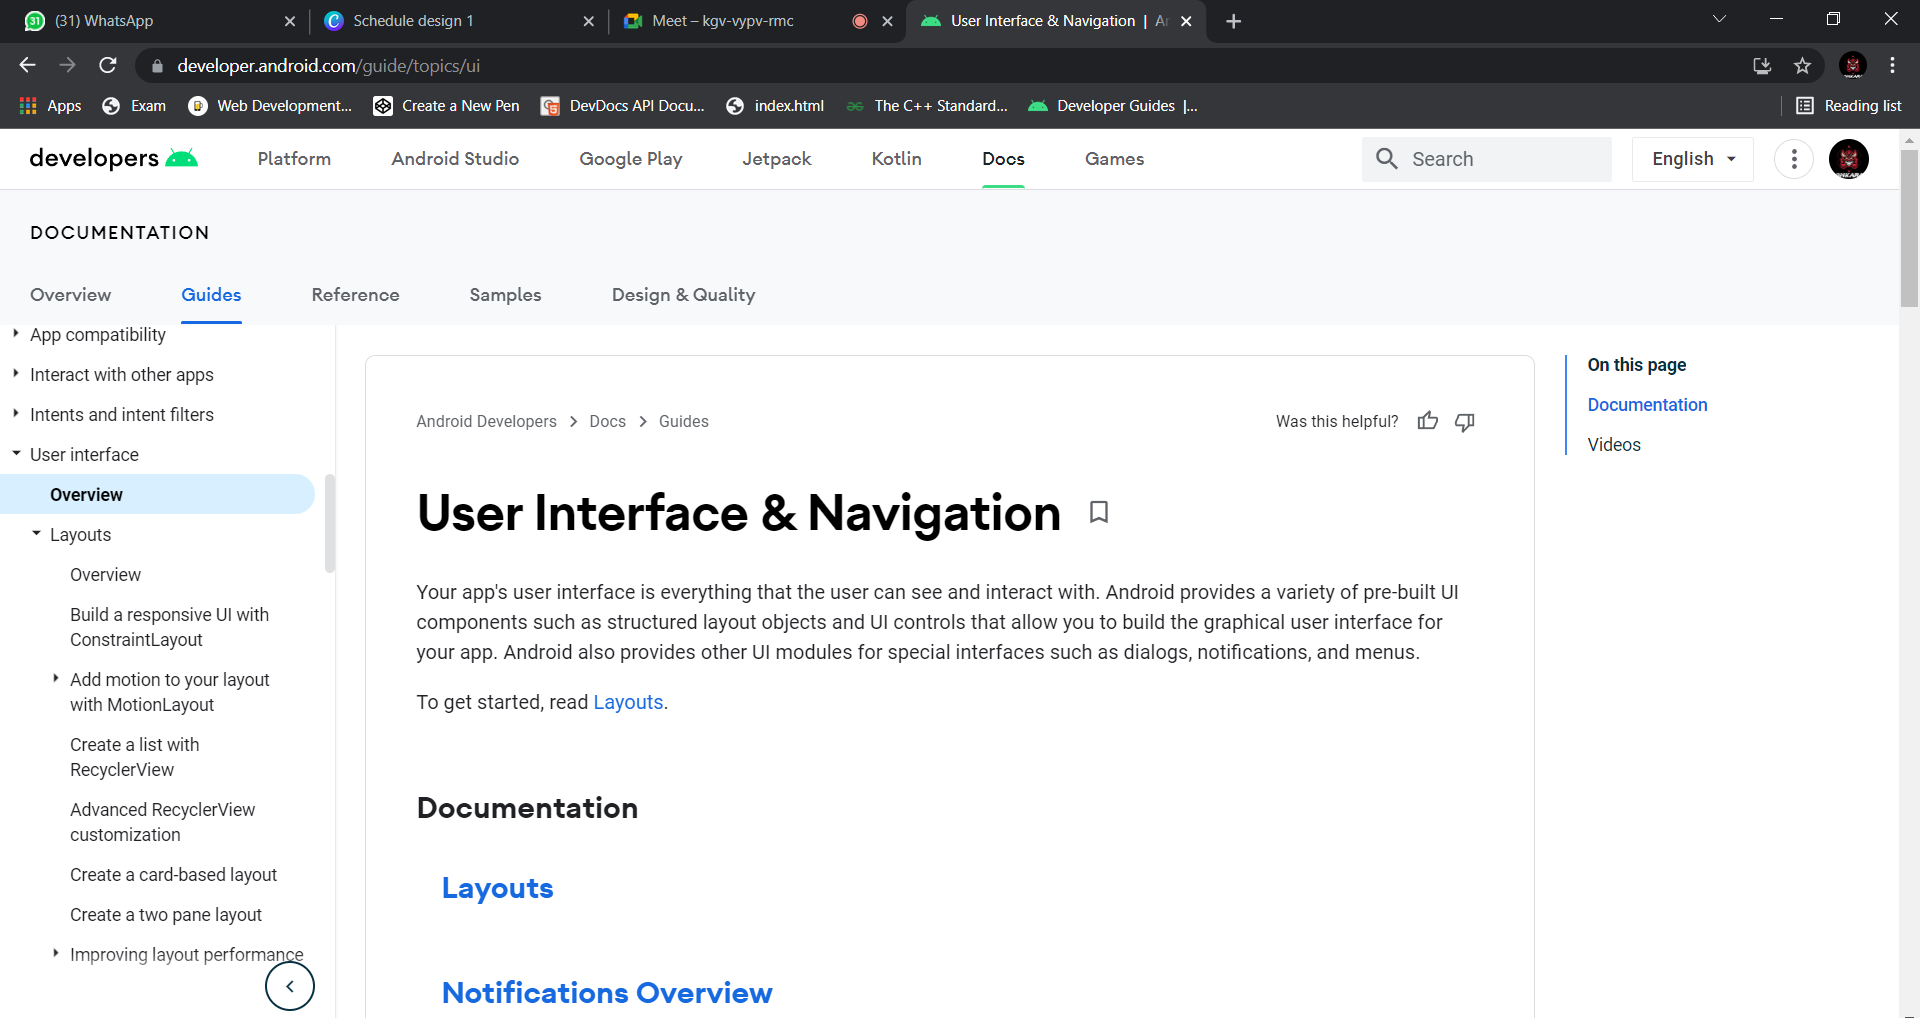 31
(31) WhatsApp
Schedule design 1
Meet – kgv-vypv-rmc
User Interface & Navigation |
developer.android.com/guide/topics/ui
Apps
Exam
Web Development...
Create a New Pen
DevDocs API Docu...
index.html
The C++ Standard...
Developer Guides |...
Reading list
developers
Platform
Android Studio
Google Play
Jetpack
Kotlin
Docs
Games
Search
English
DOCUMENTATION
Overview
Guides
Reference
Samples
Design & Quality
App compatibility
Interact with other apps
Intents and intent filters
User interface
Overview
Layouts
Overview
Build a responsive UI with
ConstraintLayout
Add motion to your layout
with MotionLayout
Create a list with
RecyclerView
Advanced RecyclerView
customization
Create a card-based layout
Create a two pane layout
Improving layout performance
Android Developers > Docs > Guides
Was this helpful?
User Interface & Navigation
Your app's user interface is everything that the user can see and interact with. Android provides a variety of pre-built UI
components such as structured layout objects and UI controls that allow you to build the graphical user interface for
your app. Android also provides other UI modules for special interfaces such as dialogs, notifications, and menus.
To get started, read Layouts.
Documentation
Layouts
Notifications Overview
On this page
Documentation
Videos